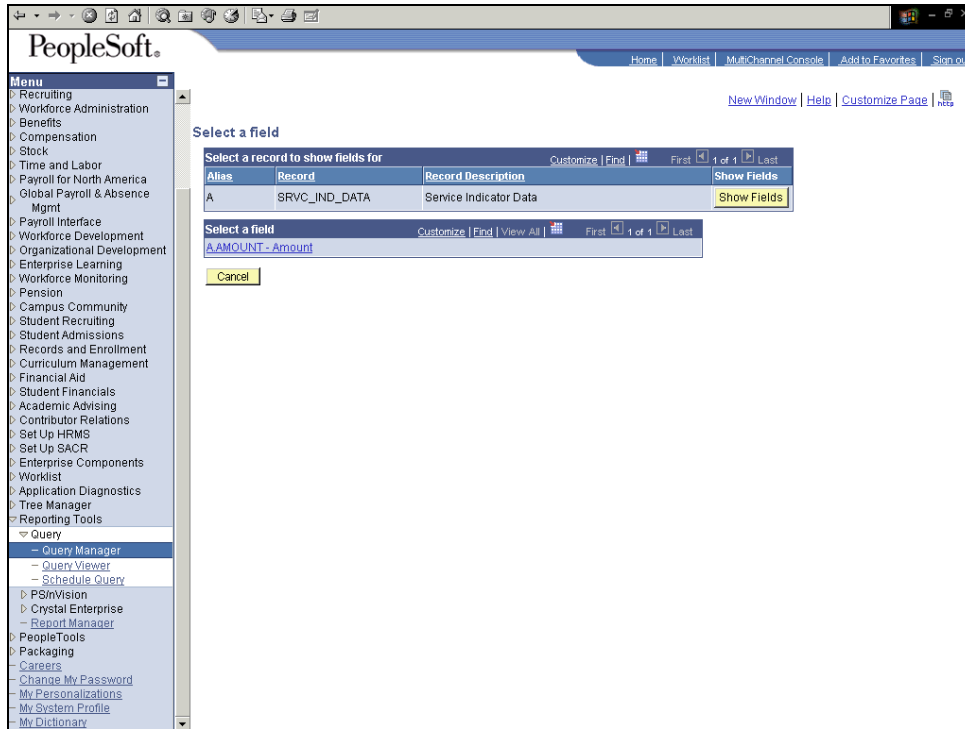 PeopleSoft®
Home | Worklist | MultiChannel Console | Add to Favorites | Sign ou
Menu
Recruiting
Workforce Administration
Benefits
Compensation
Stock
Time and Labor
Payroll for North America
Global Payroll & Absence
Mgmt
Payroll Interface
Workforce Development
Organizational Development
Enterprise Learning
Workforce Monitoring
Pension
Campus Community
Student Recruiting
Student Admissions
Records and Enrollment
Curriculum Management
Financial Aid
Student Financials
Academic Advising
Contributor Relations
Set Up HRMS
Set Up SACR
Enterprise Components
Worklist
Application Diagnostics
Tree Manager
Reporting Tools
Query
– Query Manager
– Query Viewer
– Schedule Query
PS/nVision
Crystal Enterprise
– Report Manager
PeopleTools
Packaging
– Careers
– Change My Password
– My Personalizations
– My System Profile
– My Dictionary
New Window | Help | Customize Page | http
Select a field
Select a record to show fields for Customize | Find | First 1 of 1 Last
Alias Record Record Description Show Fields
A SRVC_IND_DATA Service Indicator Data Show Fields
Select a field Customize | Find | View All | First 1 of 1 Last
A.AMOUNT - Amount
Cancel